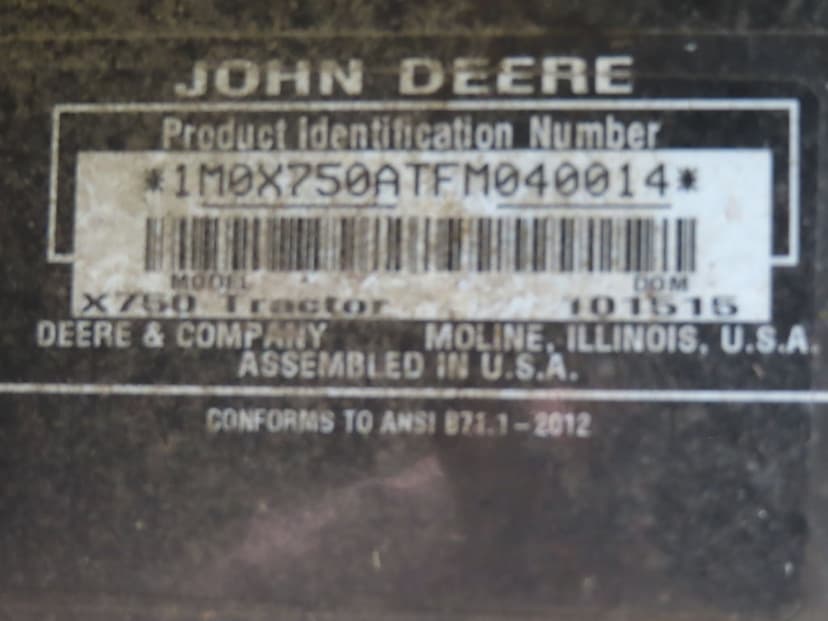 JOHN DEERE
Product Identification Number
*1M0X750ATFM040014*
MODEL DOM
X750 Tractor 101515
DEERE & COMPANY MOLINE, ILLINOIS, U.S.A.
ASSEMBLED IN U.S.A.
CONFORMS TO ANSI B71.1-2012